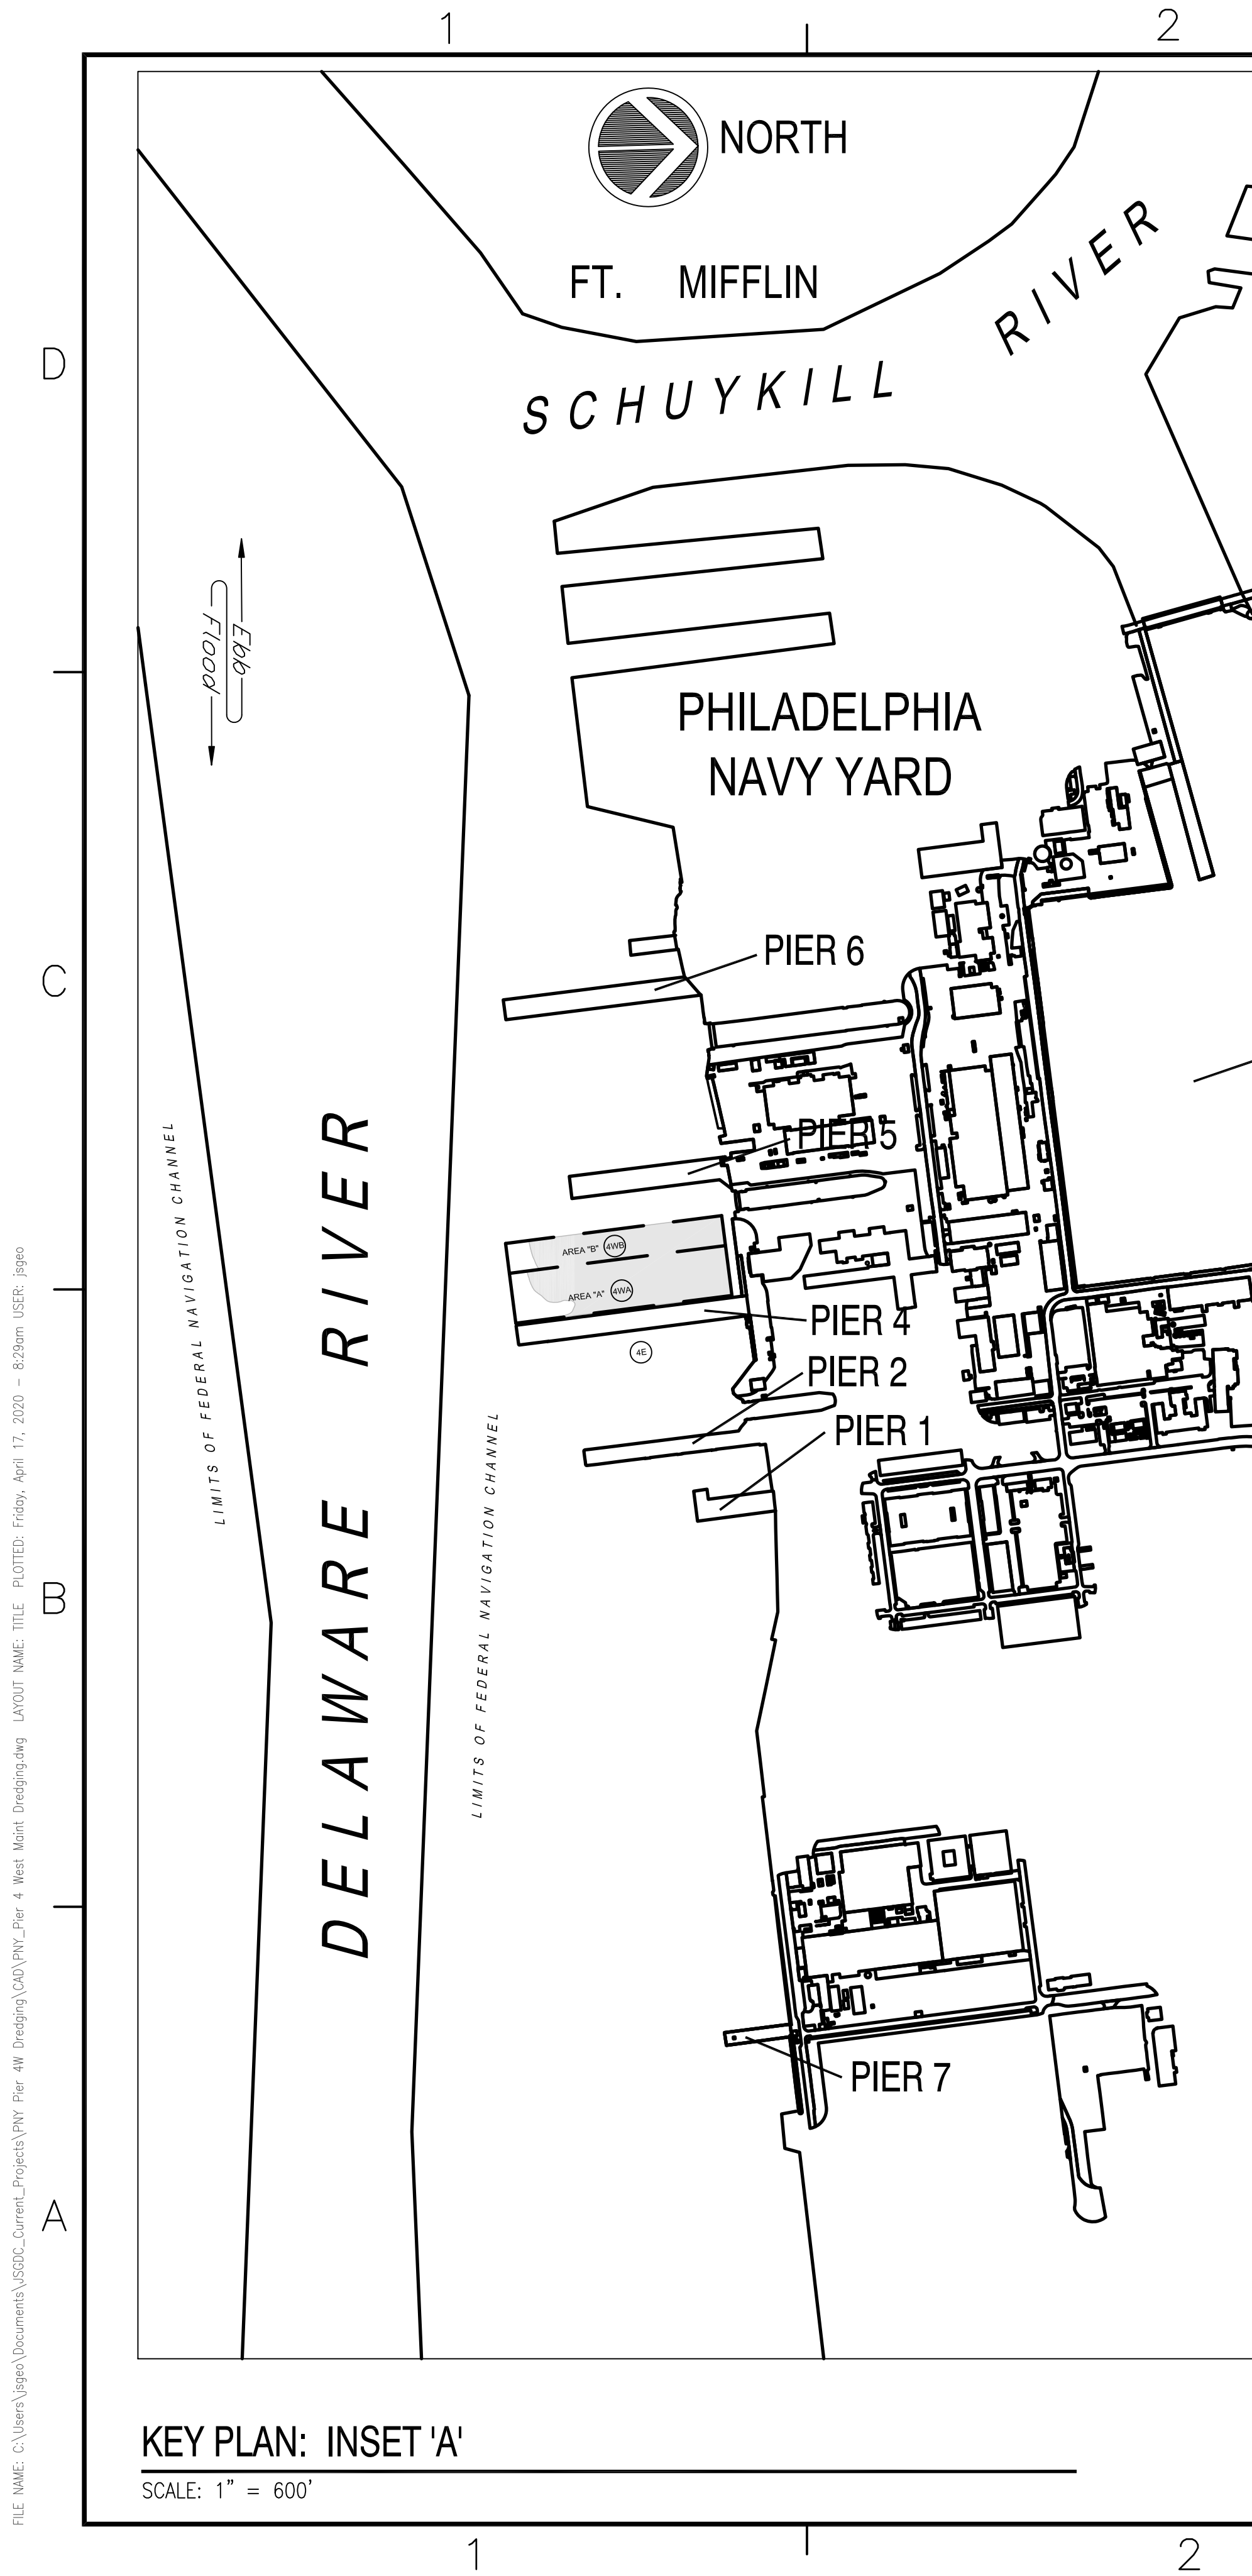 1
2
NORTH
FT. MIFFLIN
SCHUYKILL RIVER
D
Ebb
Flood
PHILADELPHIA
NAVY YARD
PIER 6
C
PIER 5
AREA "B" 4WB
AREA "A" 4WA
PIER 4
4E
PIER 2
PIER 1
LIMITS OF FEDERAL NAVIGATION CHANNEL
DELAWARE RIVER
LIMITS OF FEDERAL NAVIGATION CHANNEL
B
PIER 7
A
KEY PLAN: INSET 'A'
SCALE: 1" = 600'
1
2
FILE NAME: C:\Users\jsgeo\Documents\JSGDC_Current_Projects\PNY Pier 4W Dredging\CAD\PNY_Pier 4 West Maint Dredging.dwg LAYOUT NAME: TITLE PLOTTED: Friday, April 17, 2020 - 8:29am USER: jsgeo